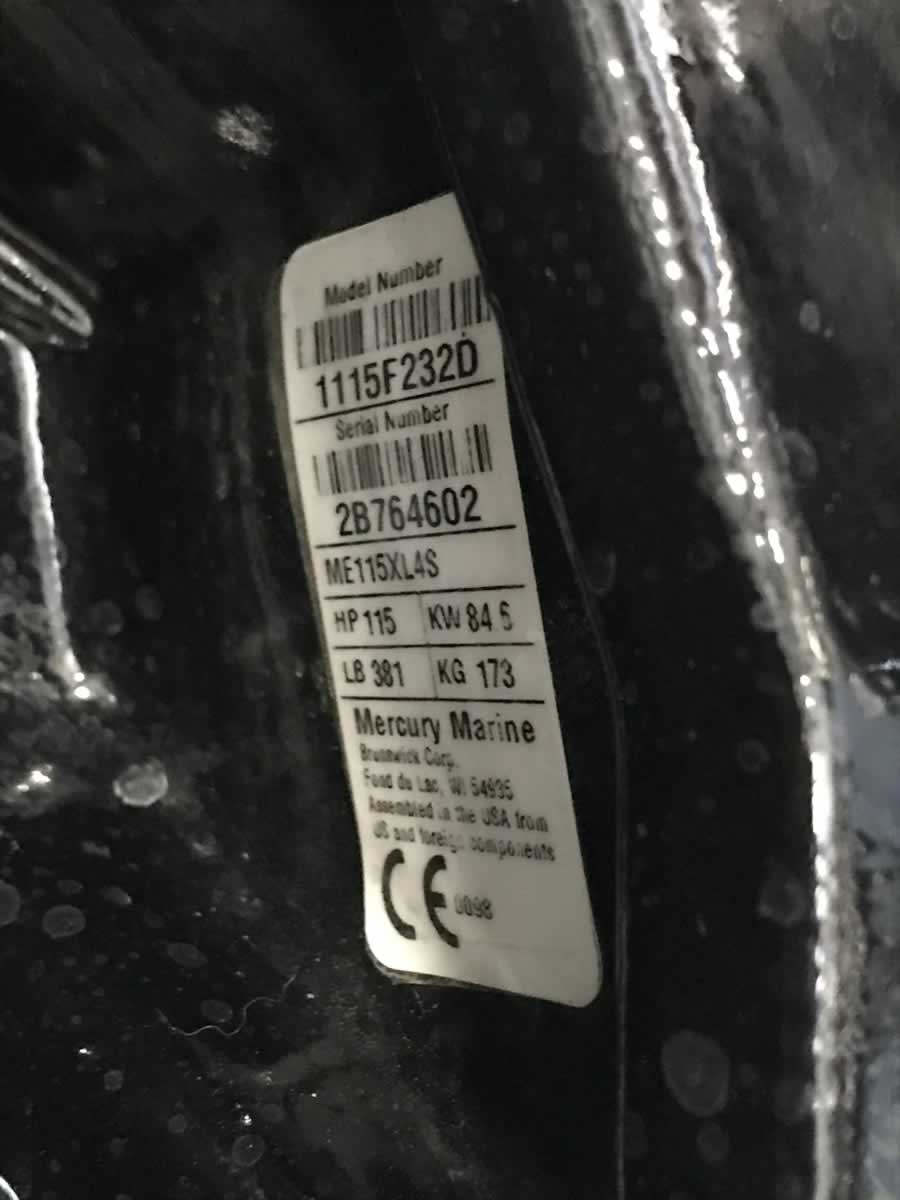 Model Number
1115F232D
Serial Number
2B764602
ME115XL4S
HP 115 KW 84.5
LB 381 KG 173
Mercury Marine
Brunswick Corp.
Fond du Lac, WI 54935
Assembled in the USA from
US and foreign components
CE 0098